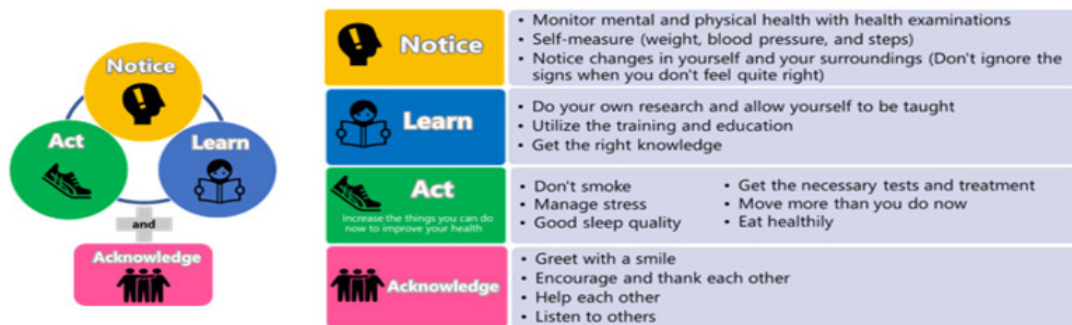 Notice
Act
Learn
and
Acknowledge
Notice
• Monitor mental and physical health with health examinations
• Self-measure (weight, blood pressure, and steps)
• Notice changes in yourself and your surroundings (Don't ignore the
signs when you don't feel quite right)
Learn
• Do your own research and allow yourself to be taught
• Utilize the training and education
• Get the right knowledge
Act
Increase the things you can do
now to improve your health
• Don't smoke
• Manage stress
• Good sleep quality
• Get the necessary tests and treatment
• Move more than you do now
• Eat healthily
Acknowledge
• Greet with a smile
• Encourage and thank each other
• Help each other
• Listen to others